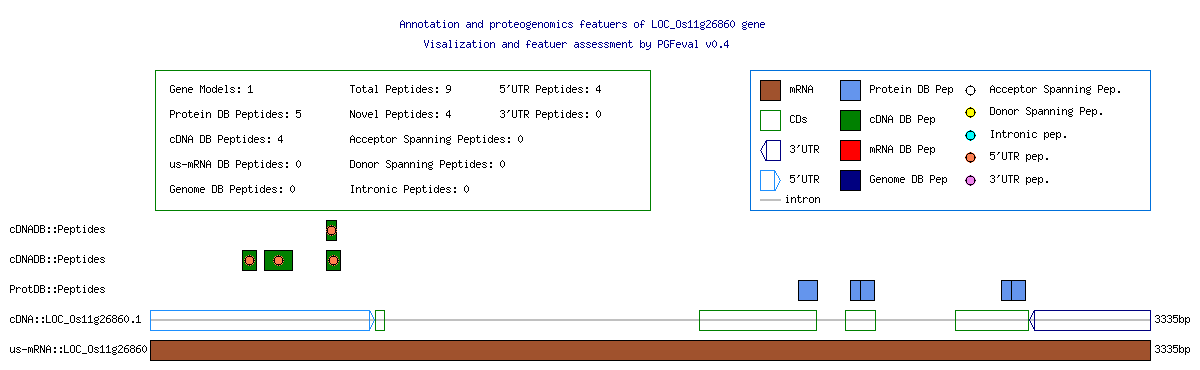 Annotation and proteogenomics featuers of LOC_Os11g26860 gene
Visalization and featuer assessment by PGFeval v0.4
Gene Models: 1 Total Peptides: 9 5'UTR Peptides: 4
Protein DB Peptides: 5 Novel Peptides: 4 3'UTR Peptides: 0
cDNA DB Peptides: 4 Acceptor Spanning Peptides: 0
us-mRNA DB Peptides: 0 Donor Spanning Peptides: 0
Genome DB Peptides: 0 Intronic Peptides: 0
mRNA Protein DB Pep Acceptor Spanning Pep.
CDs cDNA DB Pep Donor Spanning Pep.
3'UTR mRNA DB Pep Intronic pep.
5'UTR Genome DB Pep 5'UTR pep.
intron 3'UTR pep.
cDNADB::Peptides
cDNADB::Peptides
ProtDB::Peptides
cDNA::LOC_Os11g26860.1 3335bp
us-mRNA::LOC_Os11g26860 3335bp